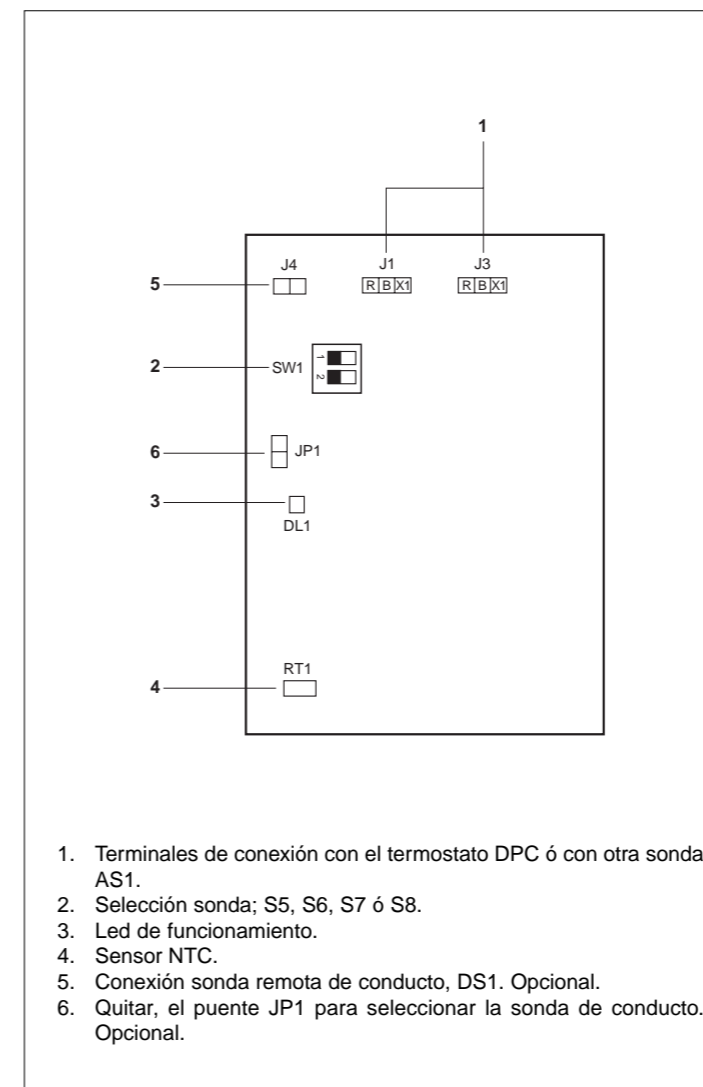 1
J4 J1 J3
5 R B X1 R B X1
2 SW1 1
2
6 JP1
3
DL1
RT1
4
1. Terminales de conexión con el termostato DPC ó con otra sonda
AS1.
2. Selección sonda; S5, S6, S7 ó S8.
3. Led de funcionamiento.
4. Sensor NTC.
5. Conexión sonda remota de conducto, DS1. Opcional.
6. Quitar, el puente JP1 para seleccionar la sonda de conducto.
Opcional.